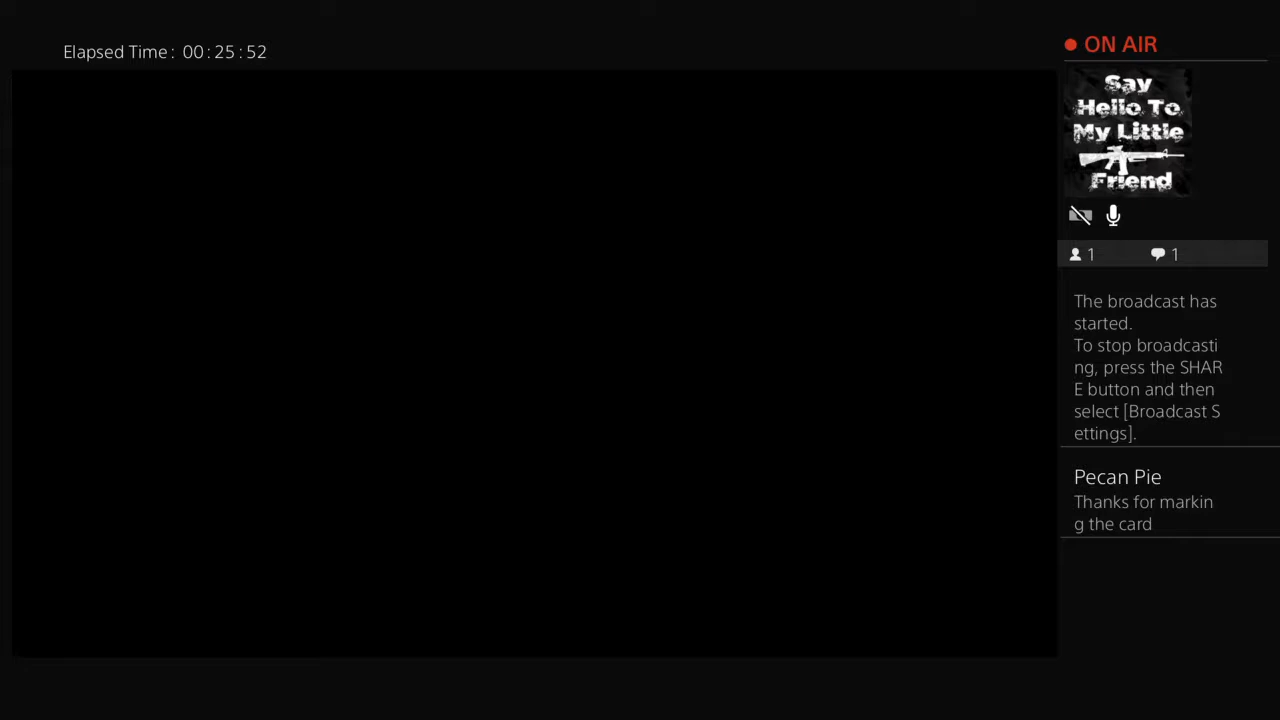 Elapsed Time: 00:25:52
ON AIR
Say
Hello To
My Little
Friend
1 1
The broadcast has
started.
To stop broadcasti
ng, press the SHAR
E button and then
select [Broadcast S
ettings].
Pecan Pie
Thanks for markin
g the card